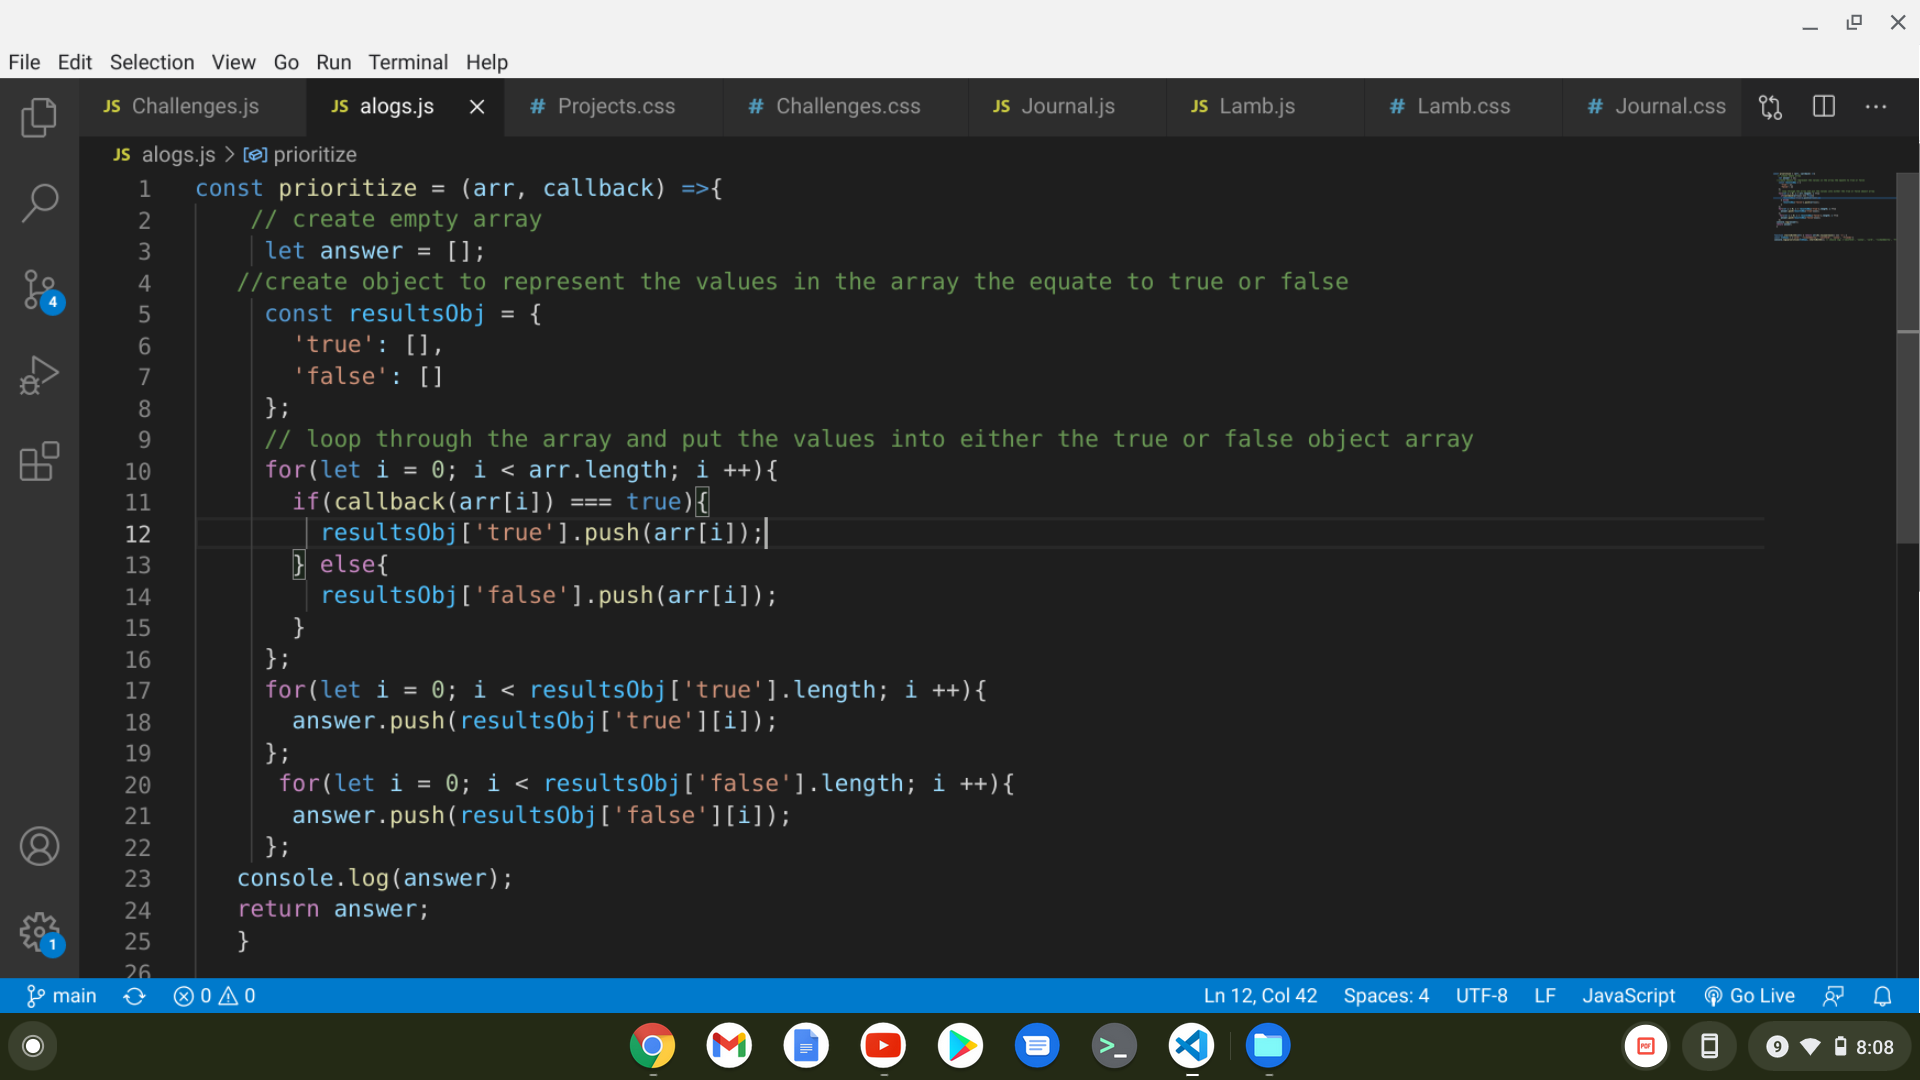 File Edit Selection View Go Run Terminal Help
JS Challenges.js JS alogs.js # Projects.css # Challenges.css JS Journal.js JS Lamb.js # Lamb.css # Journal.css
JS alogs.js > prioritize
1 const prioritize = (arr, callback) =>{
2 // create empty array
3 let answer = [];
4 //create object to represent the values in the array the equate to true or false
5 const resultsObj = {
6 'true': [],
7 'false': []
8 };
9 // loop through the array and put the values into either the true or false object array
10 for(let i = 0; i < arr.length; i ++){
11 if(callback(arr[i]) === true){
12 resultsObj['true'].push(arr[i]);
13 } else{
14 resultsObj['false'].push(arr[i]);
15 }
16 };
17 for(let i = 0; i < resultsObj['true'].length; i ++){
18 answer.push(resultsObj['true'][i]);
19 };
20 for(let i = 0; i < resultsObj['false'].length; i ++){
21 answer.push(resultsObj['false'][i]);
22 };
23 console.log(answer);
24 return answer;
25 }
26
4
1
main 0 0 Ln 12, Col 42 Spaces: 4 UTF-8 LF JavaScript Go Live
PDF 9 8:08